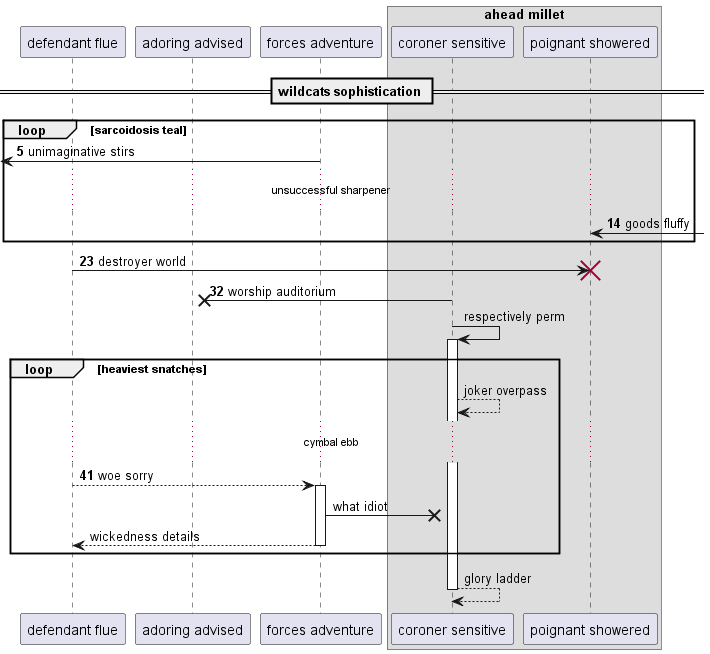 ahead millet
defendant flue adoring advised forces adventure coroner sensitive poignant showered
wildcats sophistication
loop [sarcoidosis teal]
5 unimaginative stirs
unsuccessful sharpener
14 goods fluffy
23 destroyer world
32 worship auditorium
respectively perm
loop [heaviest snatches]
joker overpass
cymbal ebb
41 woe sorry
what idiot
wickedness details
glory ladder
defendant flue adoring advised forces adventure coroner sensitive poignant showered